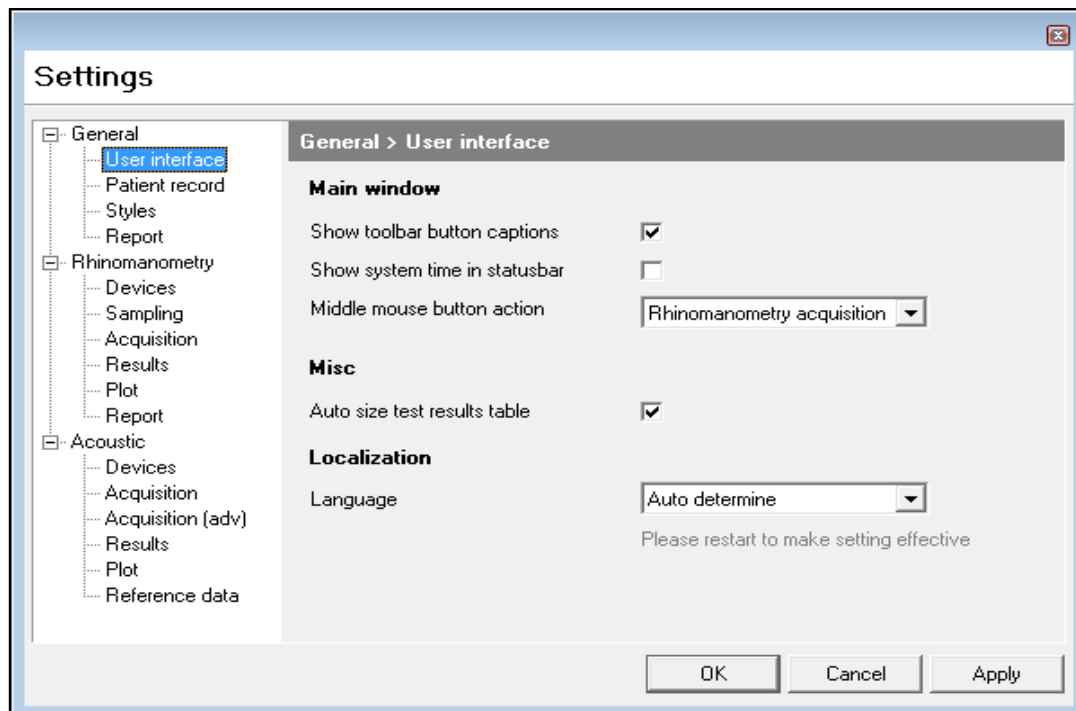 Settings
General
User interface
Patient record
Styles
Report
Rhinomanometry
Devices
Sampling
Acquisition
Results
Plot
Report
Acoustic
Devices
Acquisition
Acquisition (adv)
Results
Plot
Reference data
General > User interface
Main window
Show toolbar button captions
Show system time in statusbar
Middle mouse button action Rhinomanometry acquisition
Misc
Auto size test results table
Localization
Language Auto determine
Please restart to make setting effective
OK Cancel Apply